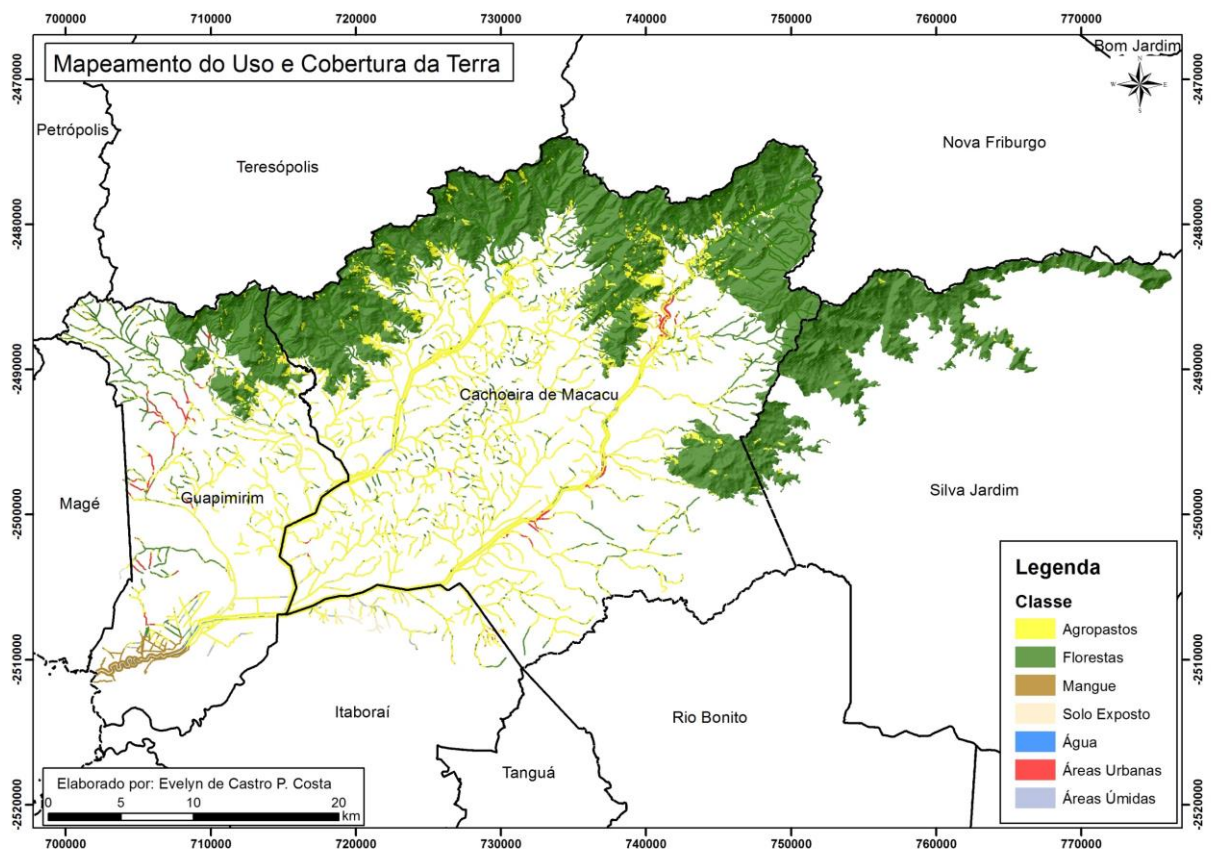 700000 710000 720000 730000 740000 750000 760000 770000
Mapeamento do Uso e Cobertura da Terra
Bom Jardim
N
W E
S
-2470000 -2470000
Petrópolis
Teresópolis
Nova Friburgo
-2480000 -2480000
-2490000 -2490000
Cachoeira de Macacu
Magé
Guapimirim
Silva Jardim
-2500000 -2500000
Legenda
Classe
Agropastos
Florestas
Mangue
Solo Exposto
Água
Áreas Urbanas
Áreas Úmidas
-2510000 -2510000
Itaboraí
Rio Bonito
Tanguá
Elaborado por: Evelyn de Castro P. Costa
0 5 10 20
km
-2520000 -2520000
700000 710000 720000 730000 740000 750000 760000 770000